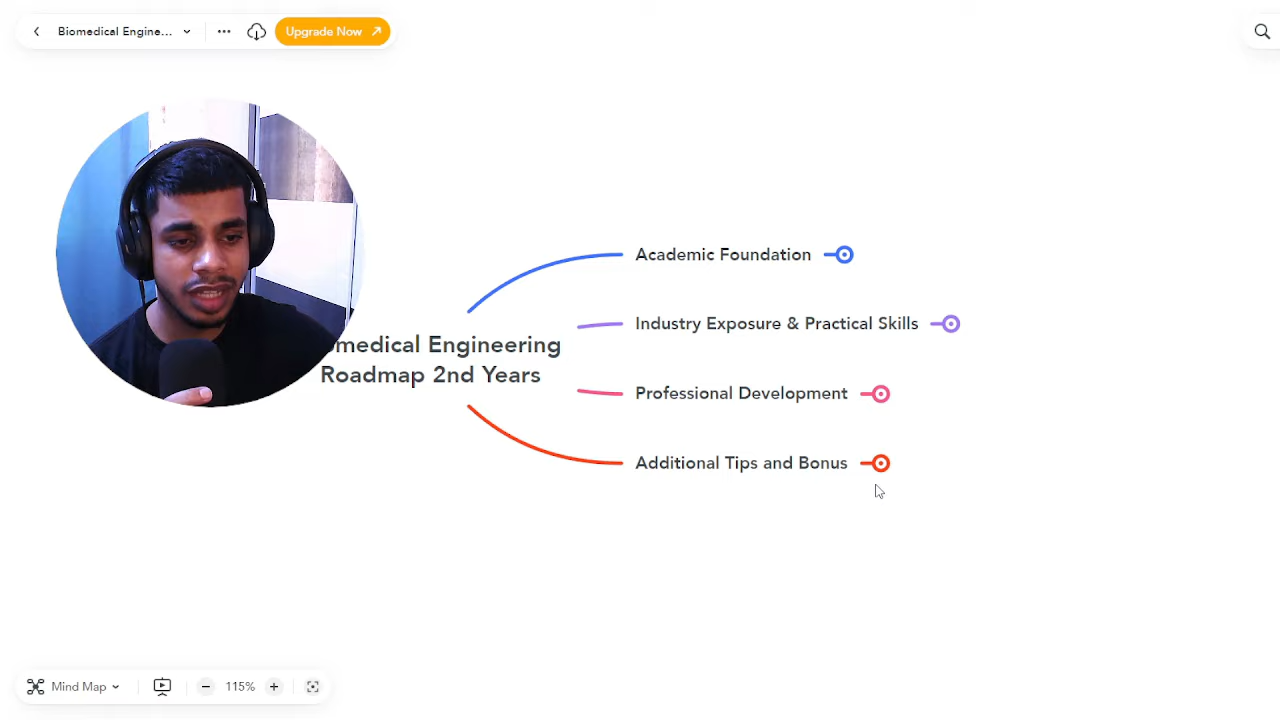 Biomedical Engine...
Upgrade Now
Academic Foundation
Industry Exposure & Practical Skills
omedical Engineering
Roadmap 2nd Years
Professional Development
Additional Tips and Bonus
Mind Map
115%